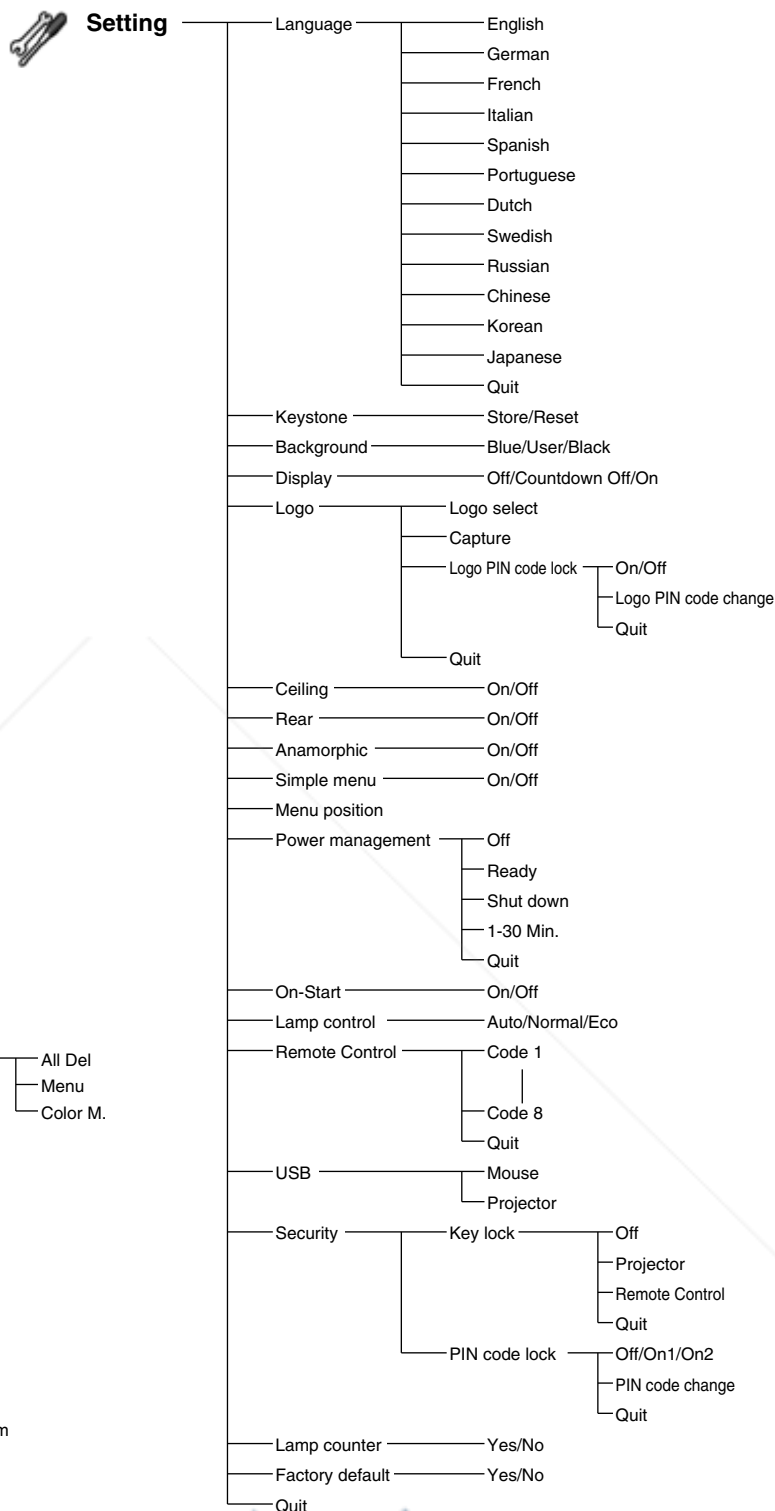 Setting Language English
German
French
Italian
Spanish
Portuguese
Dutch
Swedish
Russian
Chinese
Korean
Japanese
Quit
Keystone Store/Reset
Background Blue/User/Black
Display Off/Countdown Off/On
Logo Logo select
Capture
Logo PIN code lock On/Off
Logo PIN code change
Quit
Quit
Ceiling On/Off
Rear On/Off
Anamorphic On/Off
Simple menu On/Off
Menu position
Power management Off
Ready
Shut down
1-30 Min.
Quit
On-Start On/Off
Lamp control Auto/Normal/Eco
Remote Control Code 1
All Del
Menu
Color M.
Code 8
Quit
USB Mouse
Projector
Security Key lock Off
Projector
Remote Control
Quit
PIN code lock Off/On1/On2
PIN code change
Quit
Lamp counter Yes/No
Factory default Yes/No
Quit